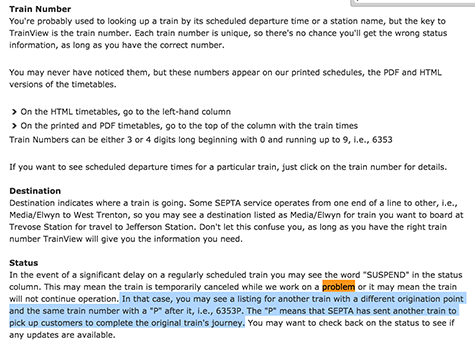 Train Number
You're probably used to looking up a train by its scheduled departure time or a station name, but the key to
TrainView is the train number. Each train number is unique, so there's no chance you'll get the wrong status
information, as long as you have the correct number.
You may never have noticed them, but these numbers appear on our printed schedules, the PDF and HTML
versions of the timetables.
> On the HTML timetables, go to the left-hand column
> On the printed and PDF timetables, go to the top of the column with the train times
Train Numbers can be either 3 or 4 digits long beginning with 0 and running up to 9, i.e., 6353
If you want to see scheduled departure times for a particular train, just click on the train number for details.
Destination
Destination indicates where a train is going. Some SEPTA service operates from one end of a line to other, i.e.,
Media/Elwyn to West Trenton, so you may see a destination listed as Media/Elwyn for train you want to board at
Trevose Station for travel to Jefferson Station. Don't let this confuse you, as long as you have the right train
number TrainView will give you the information you need.
Status
In the event of a significant delay on a regularly scheduled train you may see the word "SUSPEND" in the status
column. This may mean the train is temporarily canceled while we work on a problem or it may mean the train
will not continue operation. In that case, you may see a listing for another train with a different origination point
and the same train number with a "P" after it, i.e., 6353P. The "P" means that SEPTA has sent another train to
pick up customers to complete the original train's journey. You may want to check back on the status to see if
any updates are available.